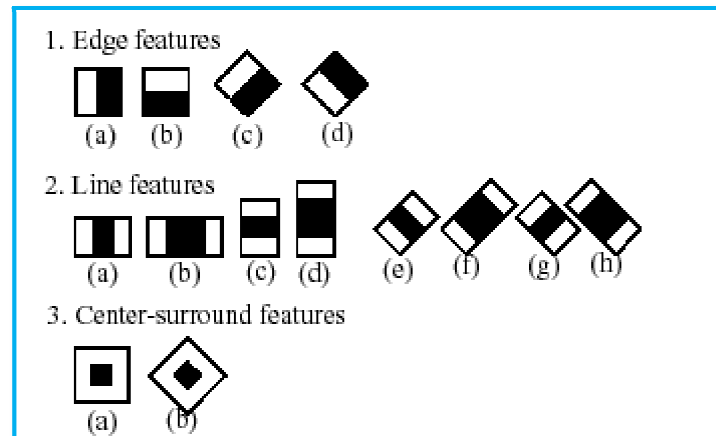 1. Edge features
(a) (b) (c) (d)
2. Line features
(a) (b) (c) (d) (e) (f) (g) (h)
3. Center-surround features
(a) (b)